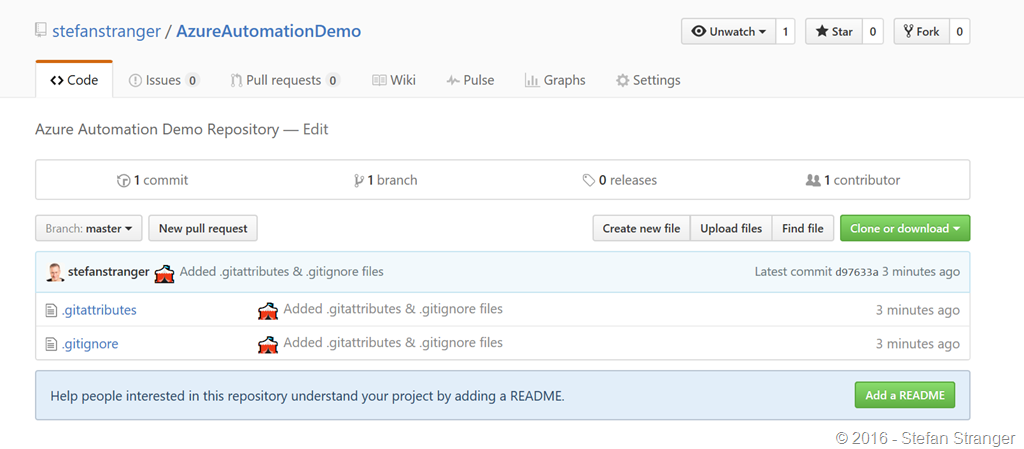 stefanstranger / AzureAutomationDemo Unwatch 1 Star 0 Fork 0
Code Issues 0 Pull requests 0 Wiki Pulse Graphs Settings
Azure Automation Demo Repository — Edit
1 commit 1 branch 0 releases 1 contributor
Branch: master New pull request Create new file Upload files Find file Clone or download
stefanstranger Added .gitattributes & .gitignore files Latest commit d97633a 3 minutes ago
.gitattributes Added .gitattributes & .gitignore files 3 minutes ago
.gitignore Added .gitattributes & .gitignore files 3 minutes ago
Help people interested in this repository understand your project by adding a README. Add a README
© 2016 - Stefan Stranger